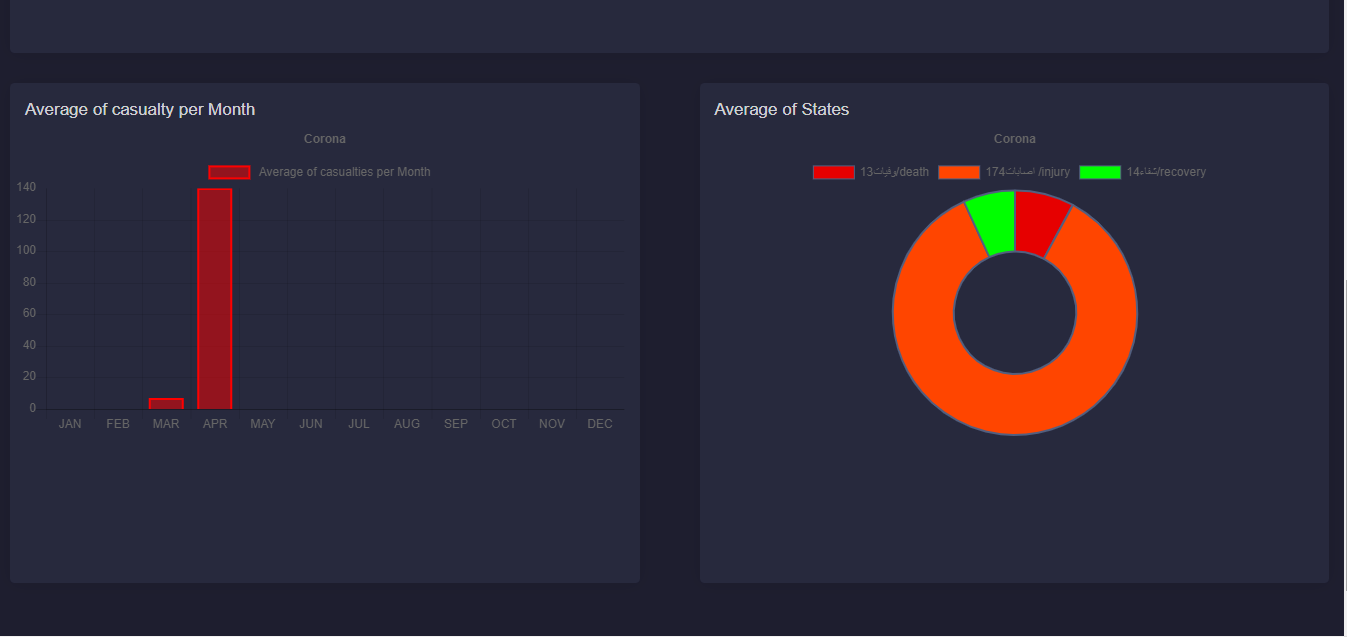 Average of casualty per Month
Corona
Average of casualties per Month
140
120
100
80
60
40
20
0
JAN FEB MAR APR MAY JUN JUL AUG SEP OCT NOV DEC
Average of States
Corona
13وفيات/death 174اصابات /injury 14شفاء/recovery